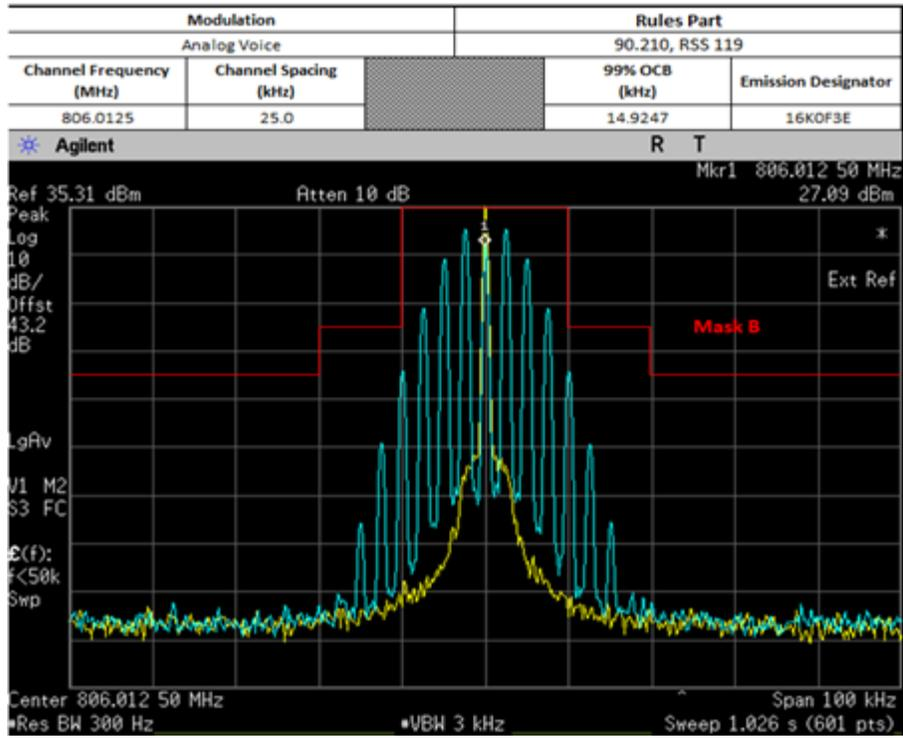 Modulation Rules Part
Analog Voice 90.210, RSS 119
Channel Frequency (MHz) Channel Spacing (kHz) 99% OCB (kHz) Emission Designator
806.0125 25.0 14.9247 16K0F3E
Agilent R T
Mkr1 806.012 50 MHz
Ref 35.31 dBm Atten 10 dB 27.09 dBm
Peak
Log
10
dB/
Offst
43.2
dB
1
*
Ext Ref
Mask B
LgAv
V1 M2
S3 FC
£(f):
f<50k
Swp
Center 806.012 50 MHz ^ Span 100 kHz
#Res BW 300 Hz #VBW 3 kHz Sweep 1.026 s (601 pts)